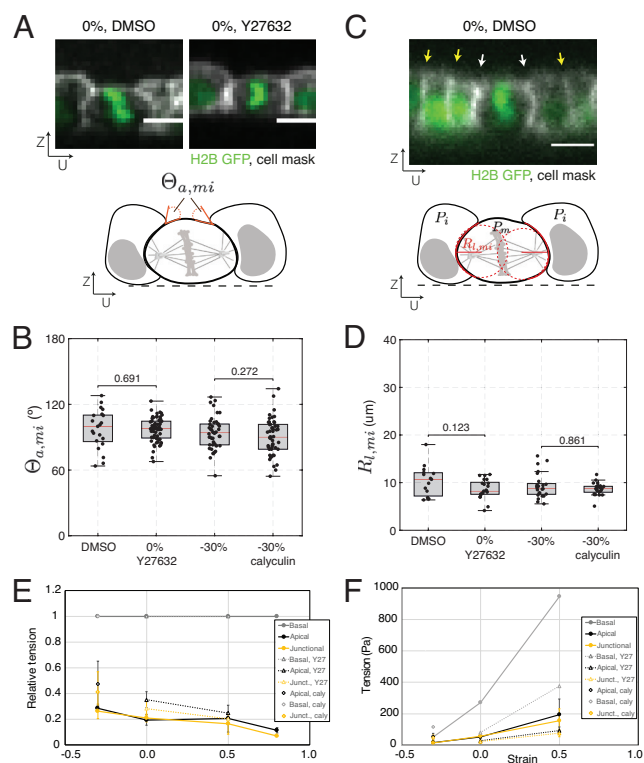 A
0%, DMSO
0%, Y27632
Z
U
H2B GFP, cell mask
Θa,mi
Z
U
C
0%, DMSO
Z
U
H2B GFP, cell mask
Pi
Pm
Pi
Rl,mi
Z
U
B
180
120
60
0
Θa,mi (°)
0.691
0.272
DMSO
0%
Y27632
-30%
-30%
calyculin
D
40
30
20
10
0
Rl,mi (um)
0.123
0.861
DMSO
0%
Y27632
-30%
-30%
calyculin
E
1.2
1
0.8
0.6
0.4
0.2
0
Relative tension
-0.5
0.0
0.5
1.0
Basal
Apical
Junctional
Basal, Y27
Apical, Y27
Junct., Y27
Apical, caly
Basal, caly
Junct., caly
F
1000
800
600
400
200
0
Tension (Pa)
-0.5
0.0
Strain
0.5
1.0
Basal
Apical
Junctional
Basal, Y27
Apical, Y27
Junct., Y27
Apical, caly
Basal, caly
Junct., caly